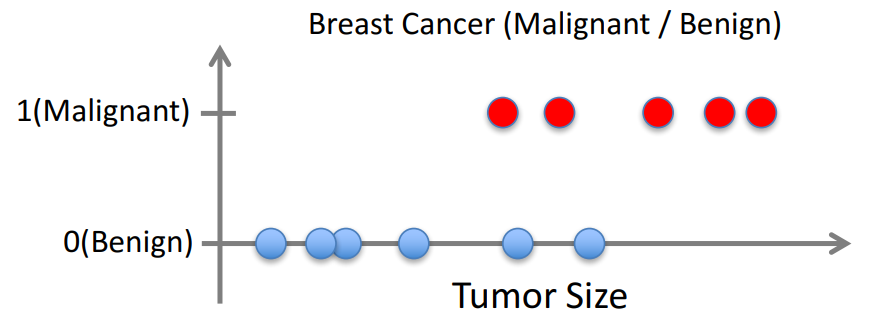 Breast Cancer (Malignant / Benign)
1(Malignant)
0(Benign)
Tumor Size